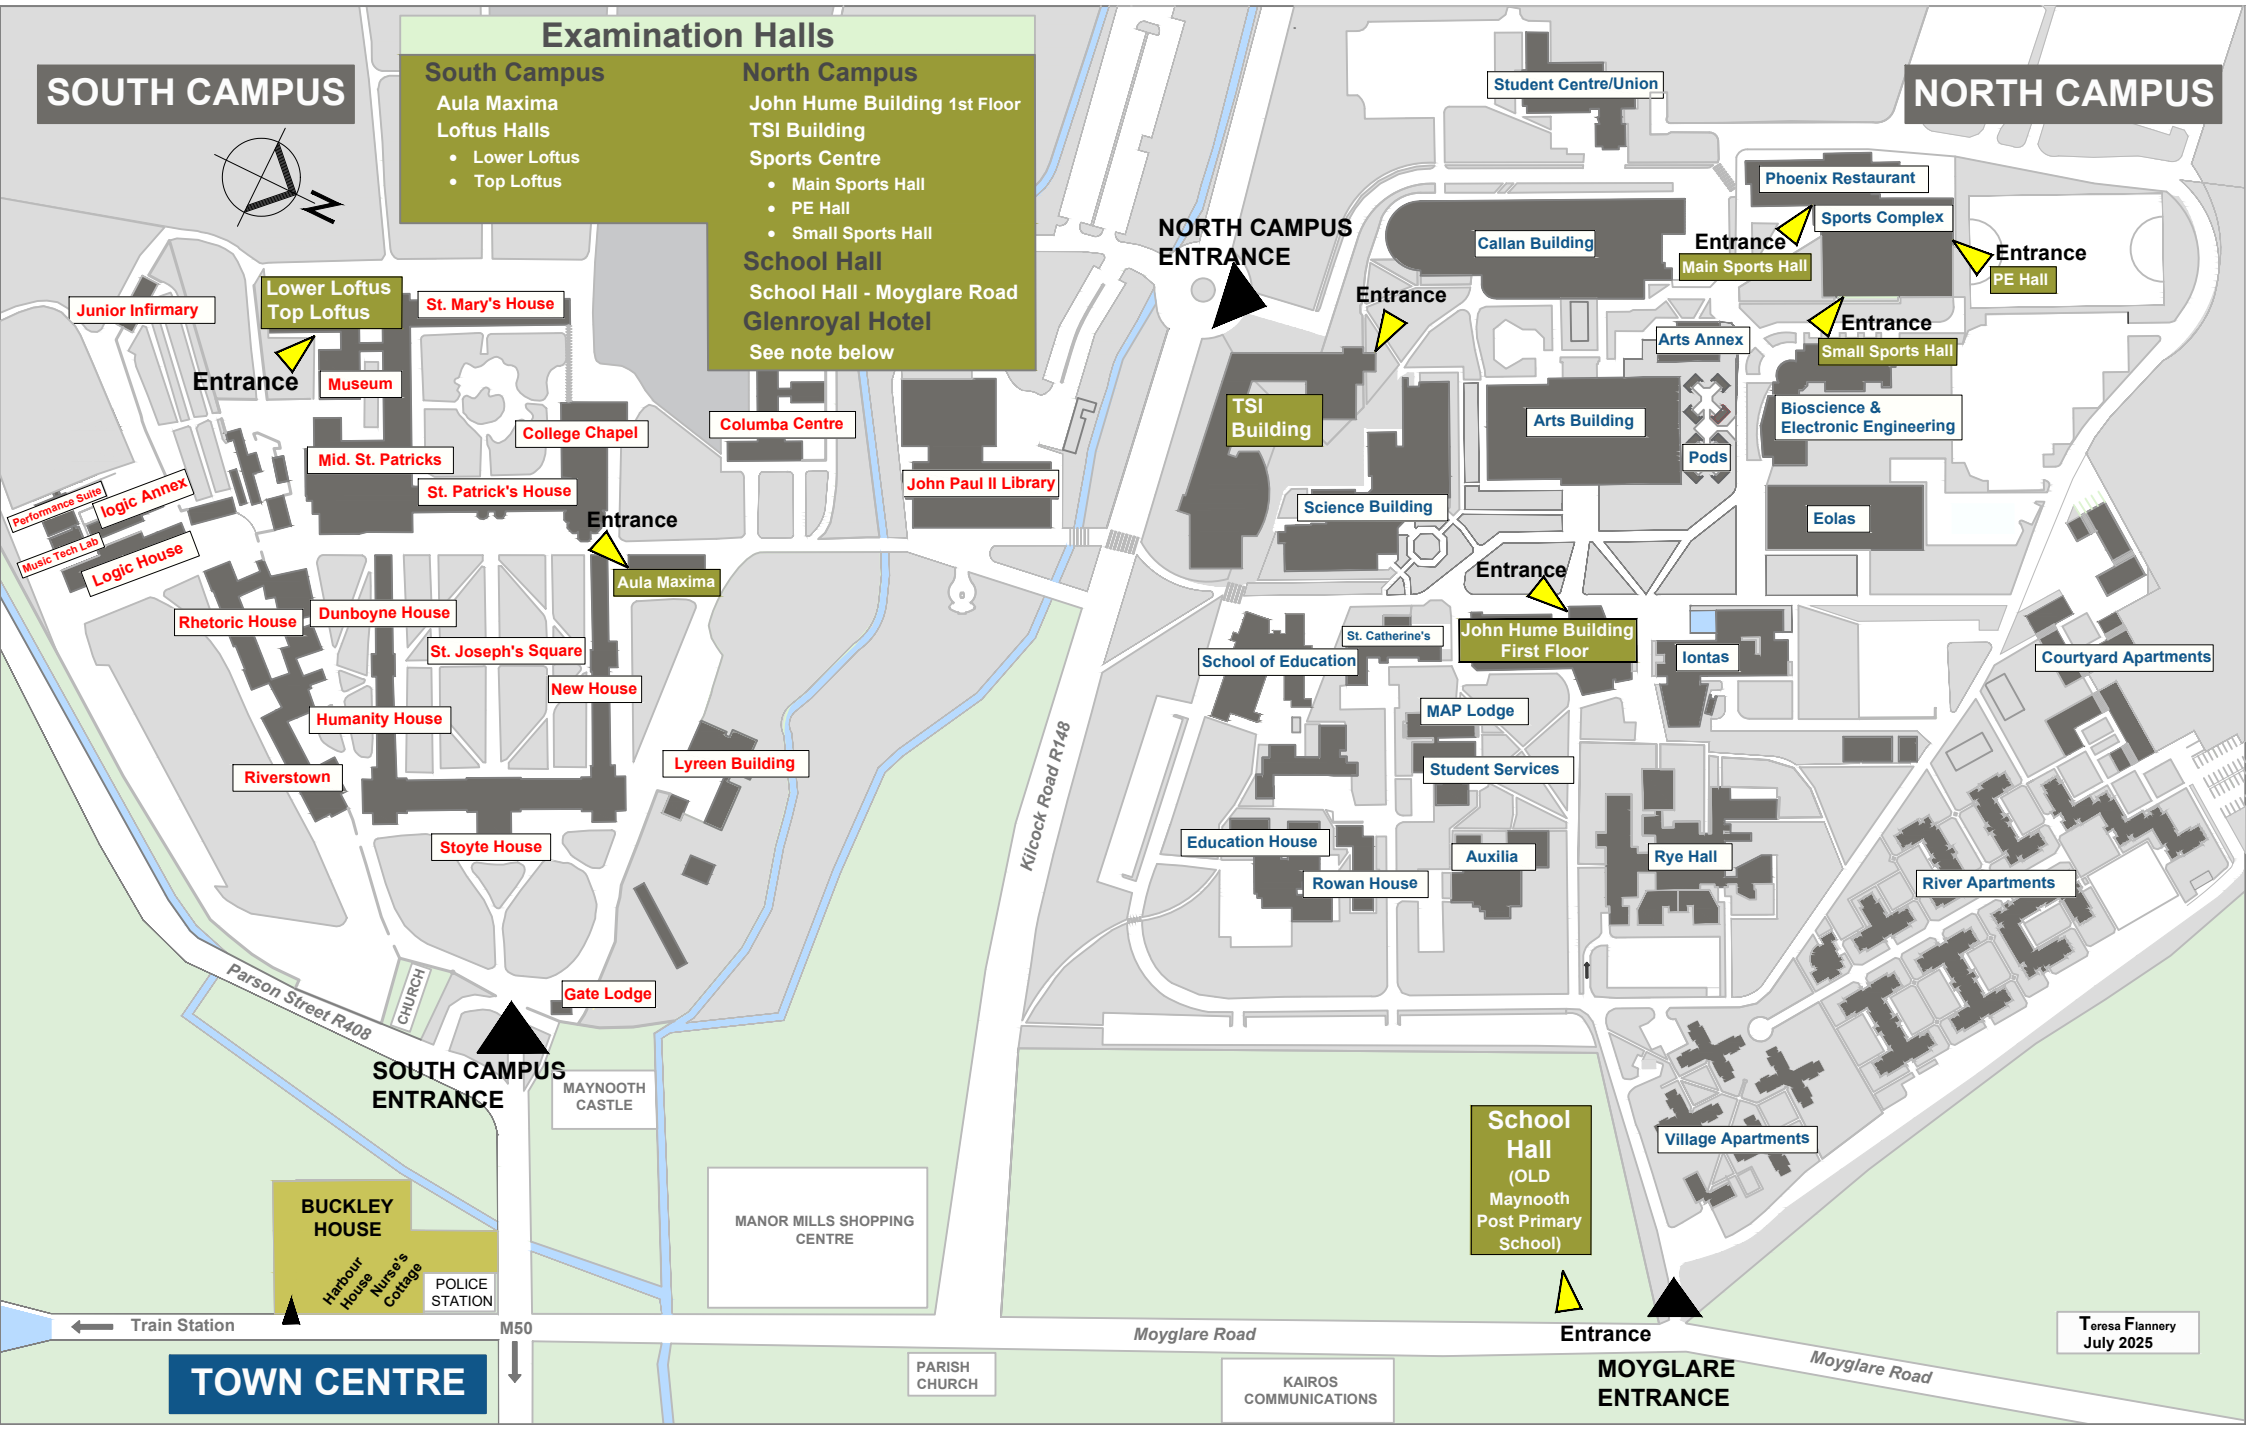 Examination Halls
South Campus
Aula Maxima
Loftus Halls
• Lower Loftus
• Top Loftus
North Campus
John Hume Building 1st Floor
TSI Building
Sports Centre
• Main Sports Hall
• PE Hall
• Small Sports Hall
School Hall
School Hall - Moyglare Road
Glenroyal Hotel
See note below
SOUTH CAMPUS
N
NORTH CAMPUS
Junior Infirmary
Lower Loftus
Top Loftus
St. Mary's House
Entrance
Museum
College Chapel
Columba Centre
Mid. St. Patricks
St. Patrick's House
John Paul II Library
Performance Suite
logic Annex
Music Tech Lab
Logic House
Entrance
Aula Maxima
Rhetoric House
Dunboyne House
St. Joseph's Square
New House
Humanity House
Riverstown
Lyreen Building
Stoyte House
Gate Lodge
CHURCH
Parson Street R408
SOUTH CAMPUS
ENTRANCE
MAYNOOTH
CASTLE
BUCKLEY
HOUSE
Harbour
House
Nurse's
Cottage
POLICE
STATION
Train Station
M50
TOWN CENTRE
MANOR MILLS SHOPPING
CENTRE
PARISH
CHURCH
Kilcock Road R148
Student Centre/Union
Phoenix Restaurant
Sports Complex
NORTH CAMPUS
ENTRANCE
Callan Building
Entrance
Main Sports Hall
Entrance
PE Hall
Entrance
Entrance
Small Sports Hall
Arts Annex
TSI
Building
Arts Building
Pods
Bioscience &
Electronic Engineering
Science Building
Eolas
Entrance
John Hume Building
First Floor
St. Catherine's
School of Education
Iontas
Courtyard Apartments
MAP Lodge
Student Services
Education House
Rowan House
Auxilia
Rye Hall
River Apartments
Village Apartments
School
Hall
(OLD
Maynooth
Post Primary
School)
Entrance
MOYGLARE
ENTRANCE
Moyglare Road
Moyglare Road
KAIROS
COMMUNICATIONS
Teresa Flannery
July 2025